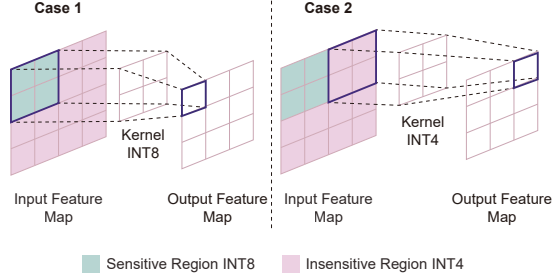 Case 1
Kernel
INT8
Input Feature
Map
Output Feature
Map
Case 2
Kernel
INT4
Input Feature
Map
Output Feature
Map
Sensitive Region INT8
Insensitive Region INT4